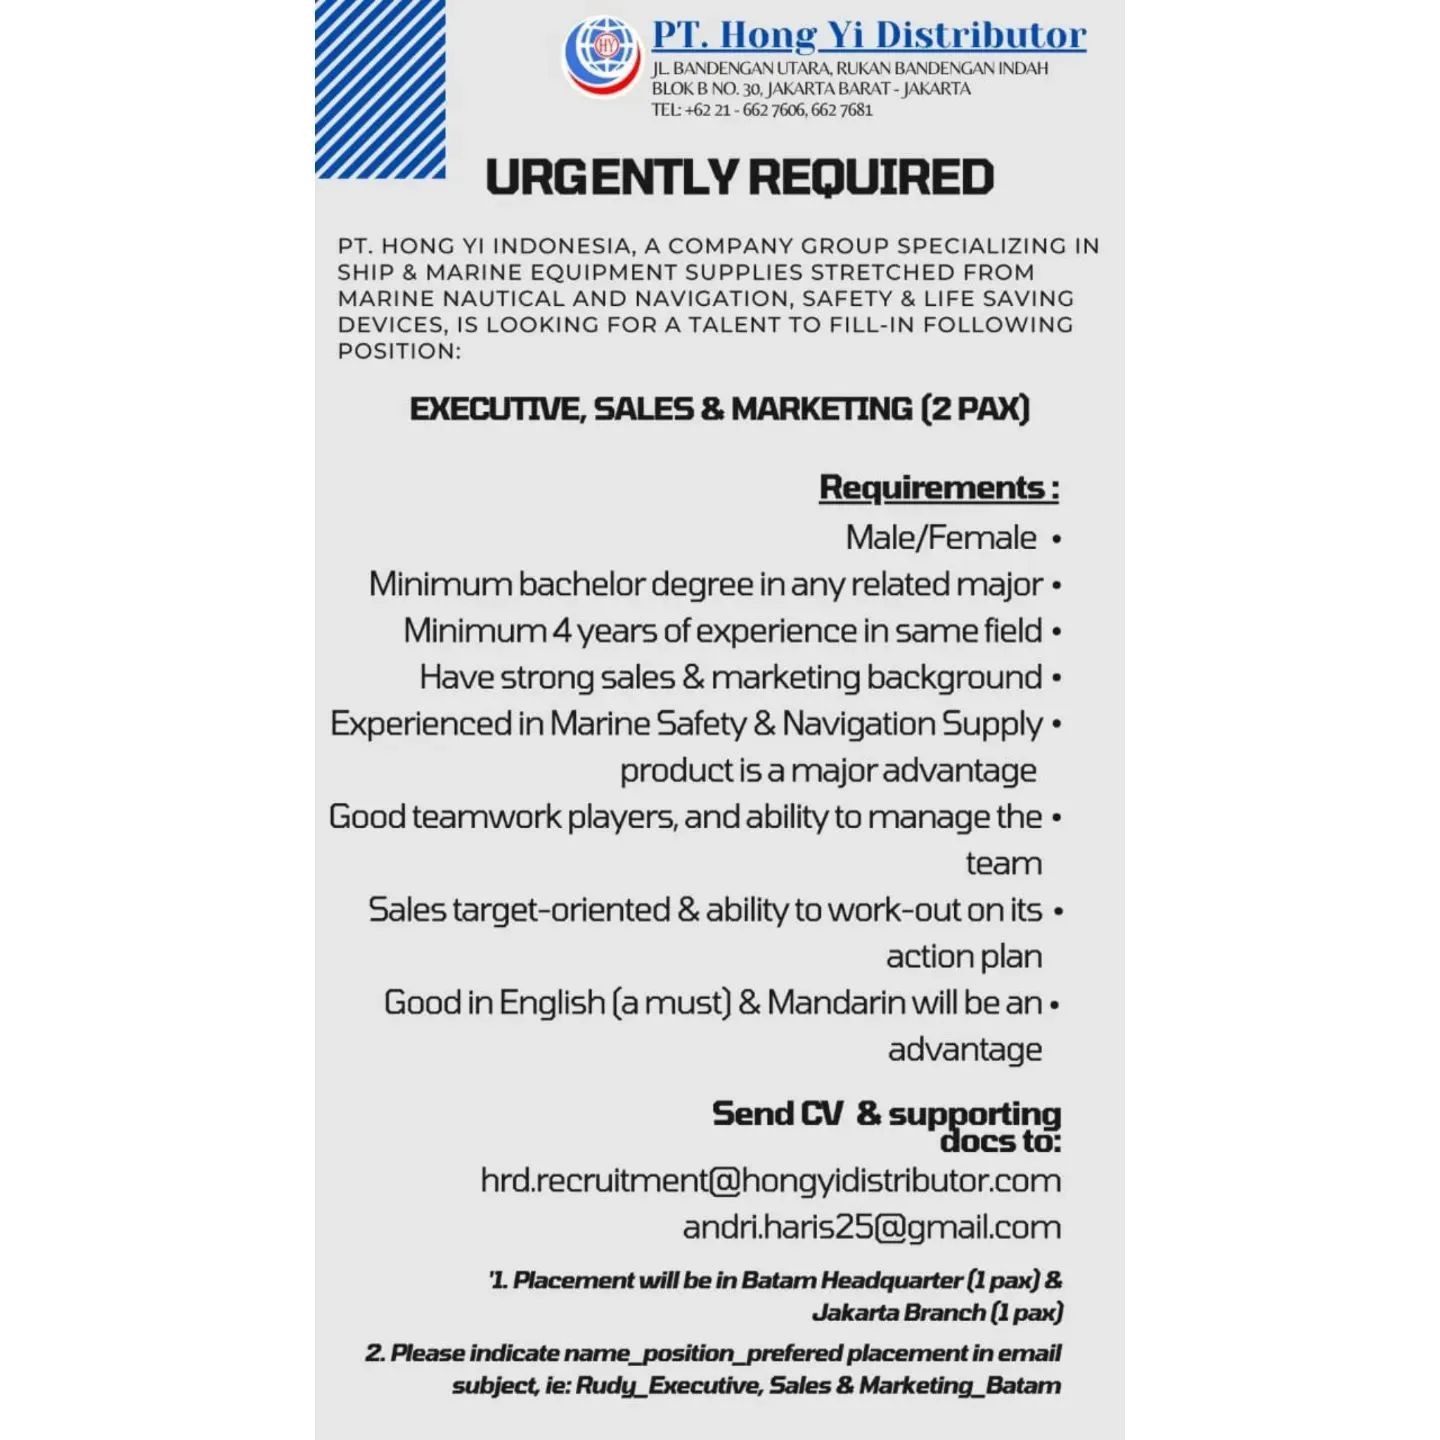 HY
PT. Hong Yi Distributor
JL. BANDENGAN UTARA, RUKAN BANDENGAN INDAH
BLOK B NO. 30, JAKARTA BARAT - JAKARTA
TEL: +62 21 - 662 7606, 662 7681
URGENTLY REQUIRED
PT. HONG YI INDONESIA, A COMPANY GROUP SPECIALIZING IN
SHIP & MARINE EQUIPMENT SUPPLIES STRETCHED FROM
MARINE NAUTICAL AND NAVIGATION, SAFETY & LIFE SAVING
DEVICES, IS LOOKING FOR A TALENT TO FILL-IN FOLLOWING
POSITION:
EXECUTIVE, SALES & MARKETING (2 PAX)
Requirements :
Male/Female •
Minimum bachelor degree in any related major •
Minimum 4 years of experience in same field •
Have strong sales & marketing background •
Experienced in Marine Safety & Navigation Supply •
product is a major advantage
Good teamwork players, and ability to manage the •
team
Sales target-oriented & ability to work-out on its •
action plan
Good in English (a must) & Mandarin will be an •
advantage
Send CV & supporting
docs to:
hrd.recruitment@hongyidistributor.com
andri.haris25@gmail.com
'1. Placement will be in Batam Headquarter (1 pax) &
Jakarta Branch (1 pax)
2. Please indicate name_position_prefered placement in email
subject, ie: Rudy_Executive, Sales & Marketing_Batam